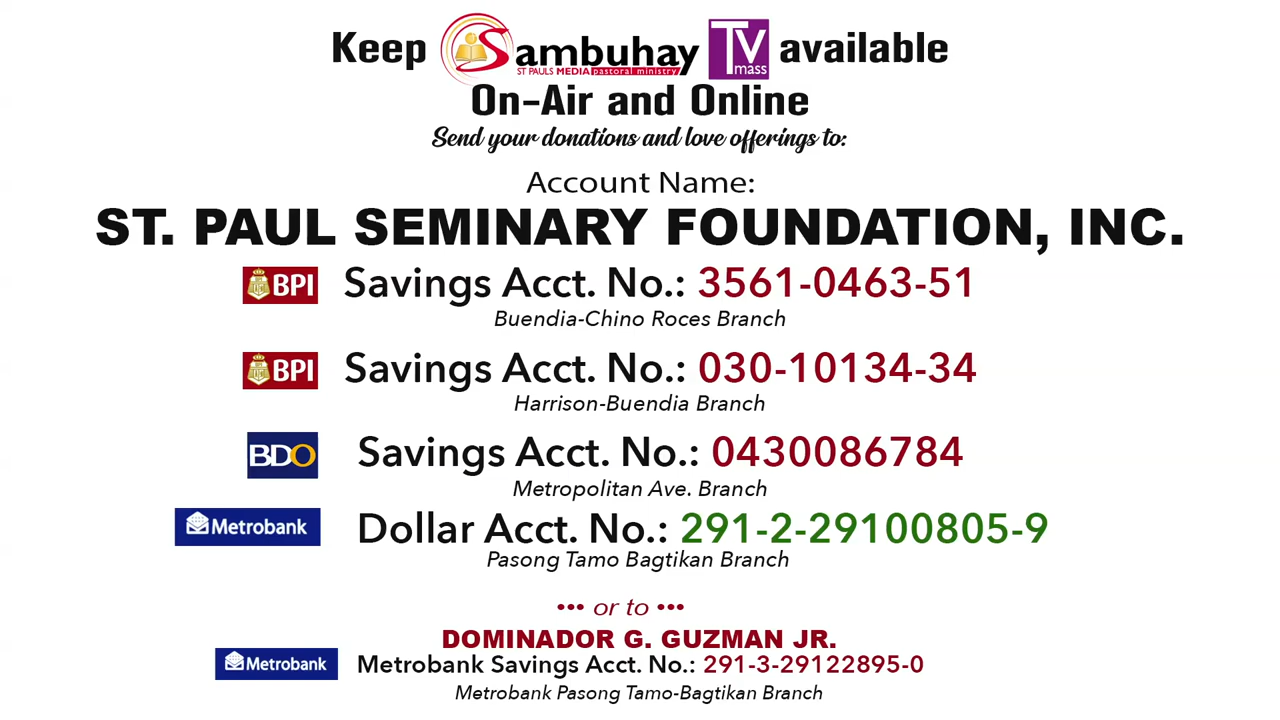 Keep Sambuhay TV mass available
ST PAULS MEDIA pastoral ministry
On-Air and Online
Send your donations and love offerings to:
Account Name:
ST. PAUL SEMINARY FOUNDATION, INC.
BPI Savings Acct. No.: 3561-0463-51
Buendia-Chino Roces Branch
BPI Savings Acct. No.: 030-10134-34
Harrison-Buendia Branch
BDO Savings Acct. No.: 0430086784
Metropolitan Ave. Branch
Metrobank Dollar Acct. No.: 291-2-29100805-9
Pasong Tamo Bagtikan Branch
••• or to •••
DOMINADOR G. GUZMAN JR.
Metrobank Metrobank Savings Acct. No.: 291-3-29122895-0
Metrobank Pasong Tamo-Bagtikan Branch